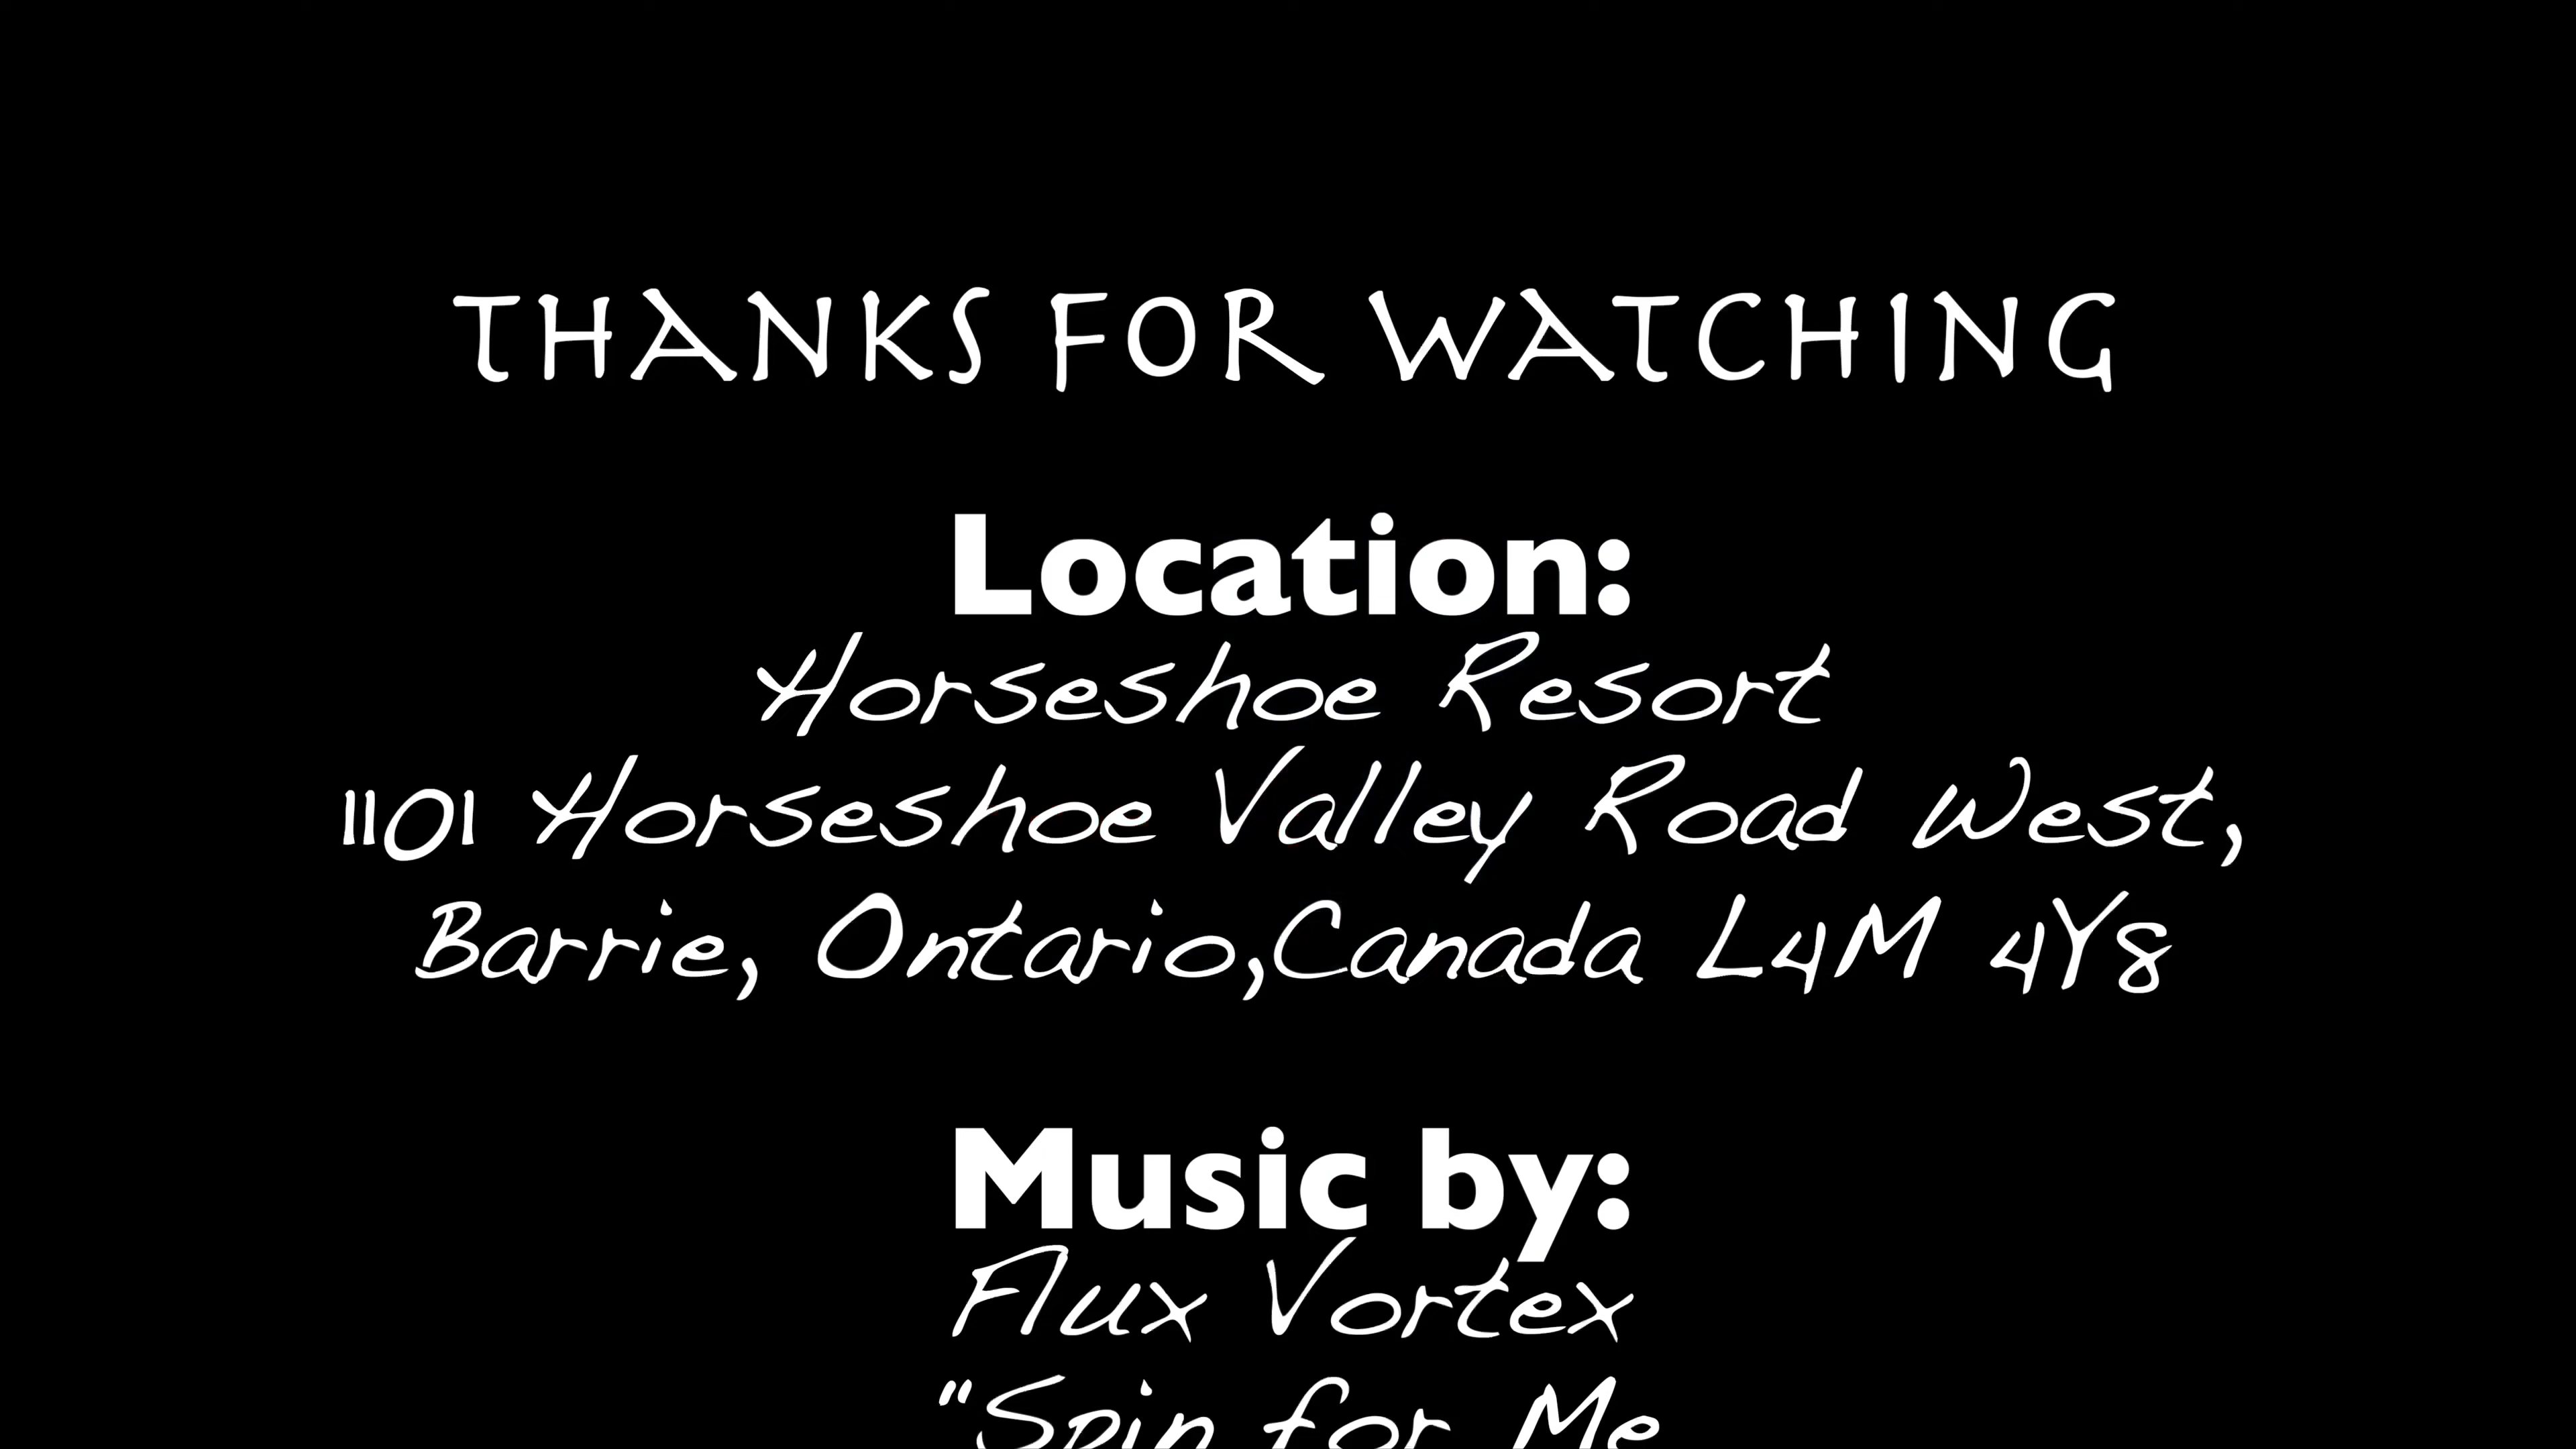 THANKS FOR WATCHING
Location:
Horseshoe Resort
1101 Horseshoe Valley Road West,
Barrie, Ontario,Canada L4M 4Y8
Music by:
Flux Vortex
"Spin for Me